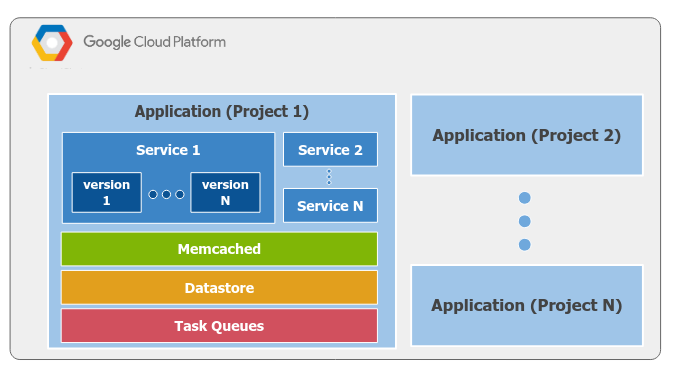 Google Cloud Platform
Application (Project 1)
Service 1
version
1
version
N
Service 2
Service N
Memcached
Datastore
Task Queues
Application (Project 2)
Application (Project N)